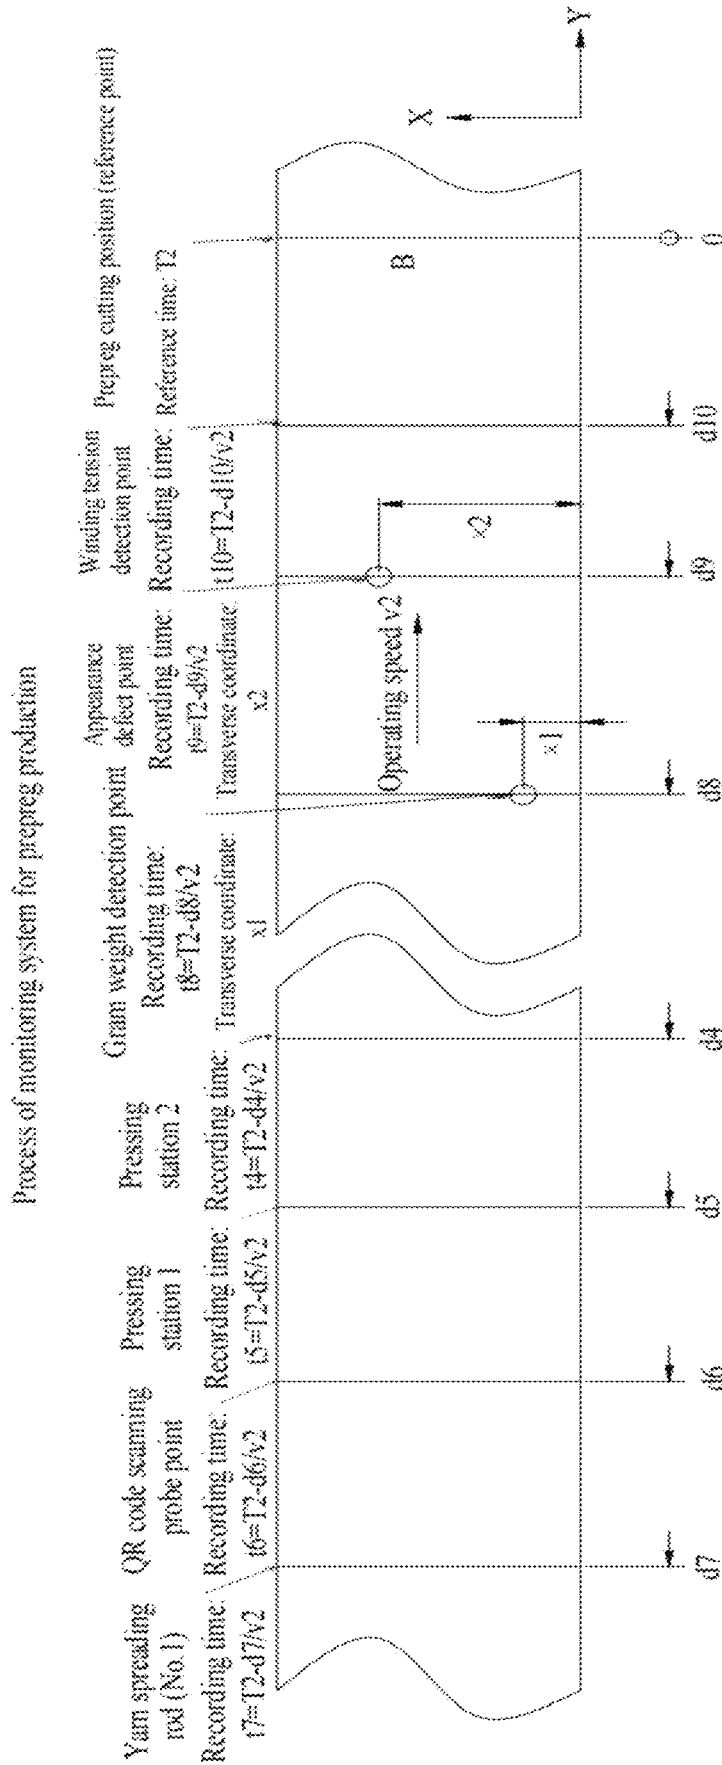 Process of monitoring system for prepreg production
Yarn spreading
rod (No.1)
Recording time:
t7=T2-d7/v2
QR code scanning
probe point
Recording time:
t6=T2-d6/v2
Pressing
station 1
Recording time:
t5=T2-d5/v2
Pressing
station 2
Recording time:
t4=T2-d4/v2
Gram weight detection point
Recording time:
t8=T2-d8/v2
Transverse coordinate:
x1
Appearance
defect point
Recording time:
t9=T2-d9/v2
Transverse coordinate:
x2
Winding tension
detection point
Recording time:
t10=T2-d10/v2
Prepreg cutting position (reference point)
Reference time: T2
Operating speed v2
x1
x2
B
X
Y
d7
d6
d5
d4
d8
d9
d10
0